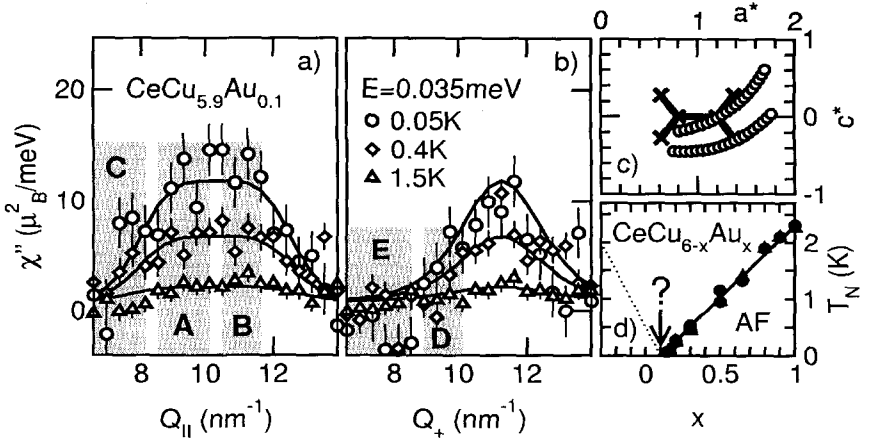 0 1 a* 2
a) b)
CeCu5.9Au0.1
E=0.035meV
0.05K
0.4K
1.5K
20
10
0
χ'' (μ²B/meV)
C
A
B
E
D
8 10 12
8 10 12
Q|| (nm⁻¹)
Q+ (nm⁻¹)
c)
1
0
-1
c*
CeCu6-xAux
?
d)
AF
2
1
0
TN (K)
0 0.5 1
x